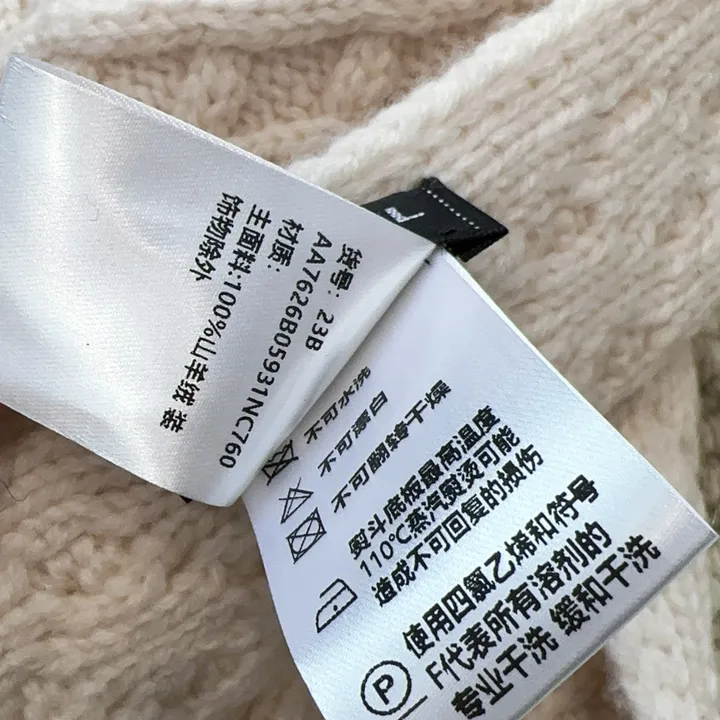 货号: 23B
AA7626B05931NC760
材质:
主面料:100%山羊绒 装
饰物除外
不可水洗
不可漂白
不可翻转干燥
熨斗底版最高温度
110°C蒸汽熨烫可能
造成不可回复的损伤
P
使用四氯乙烯和符号
F代表所有溶剂的
专业干洗 缓和干洗